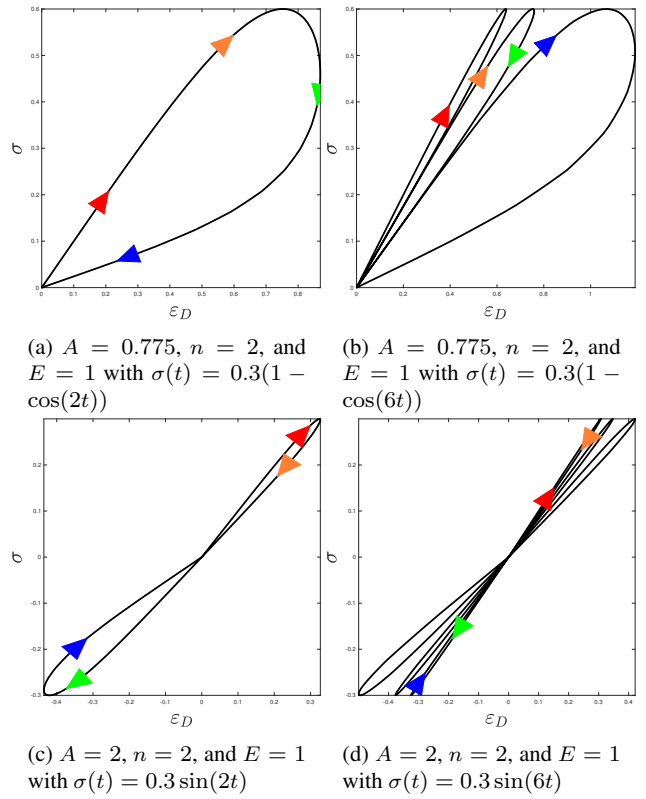 0.6
0.5
0.4
0.3
0.2
0.1
0
σ
0 0.1 0.2 0.3 0.4 0.5 0.6 0.7 0.8
ε_D
0.6
0.5
0.4
0.3
0.2
0.1
0
σ
0 0.2 0.4 0.6 0.8 1
ε_D
(a) A = 0.775, n = 2, and
E = 1 with σ(t) = 0.3(1 −
cos(2t))
(b) A = 0.775, n = 2, and
E = 1 with σ(t) = 0.3(1 −
cos(6t))
0.2
0.1
0
-0.1
-0.2
-0.3
σ
-0.4 -0.3 -0.2 -0.1 0 0.1 0.2 0.3
ε_D
0.2
0.1
0
-0.1
-0.2
-0.3
σ
-0.5 -0.4 -0.3 -0.2 -0.1 0 0.1 0.2 0.3 0.4
ε_D
(c) A = 2, n = 2, and E = 1
with σ(t) = 0.3 sin(2t)
(d) A = 2, n = 2, and E = 1
with σ(t) = 0.3 sin(6t)